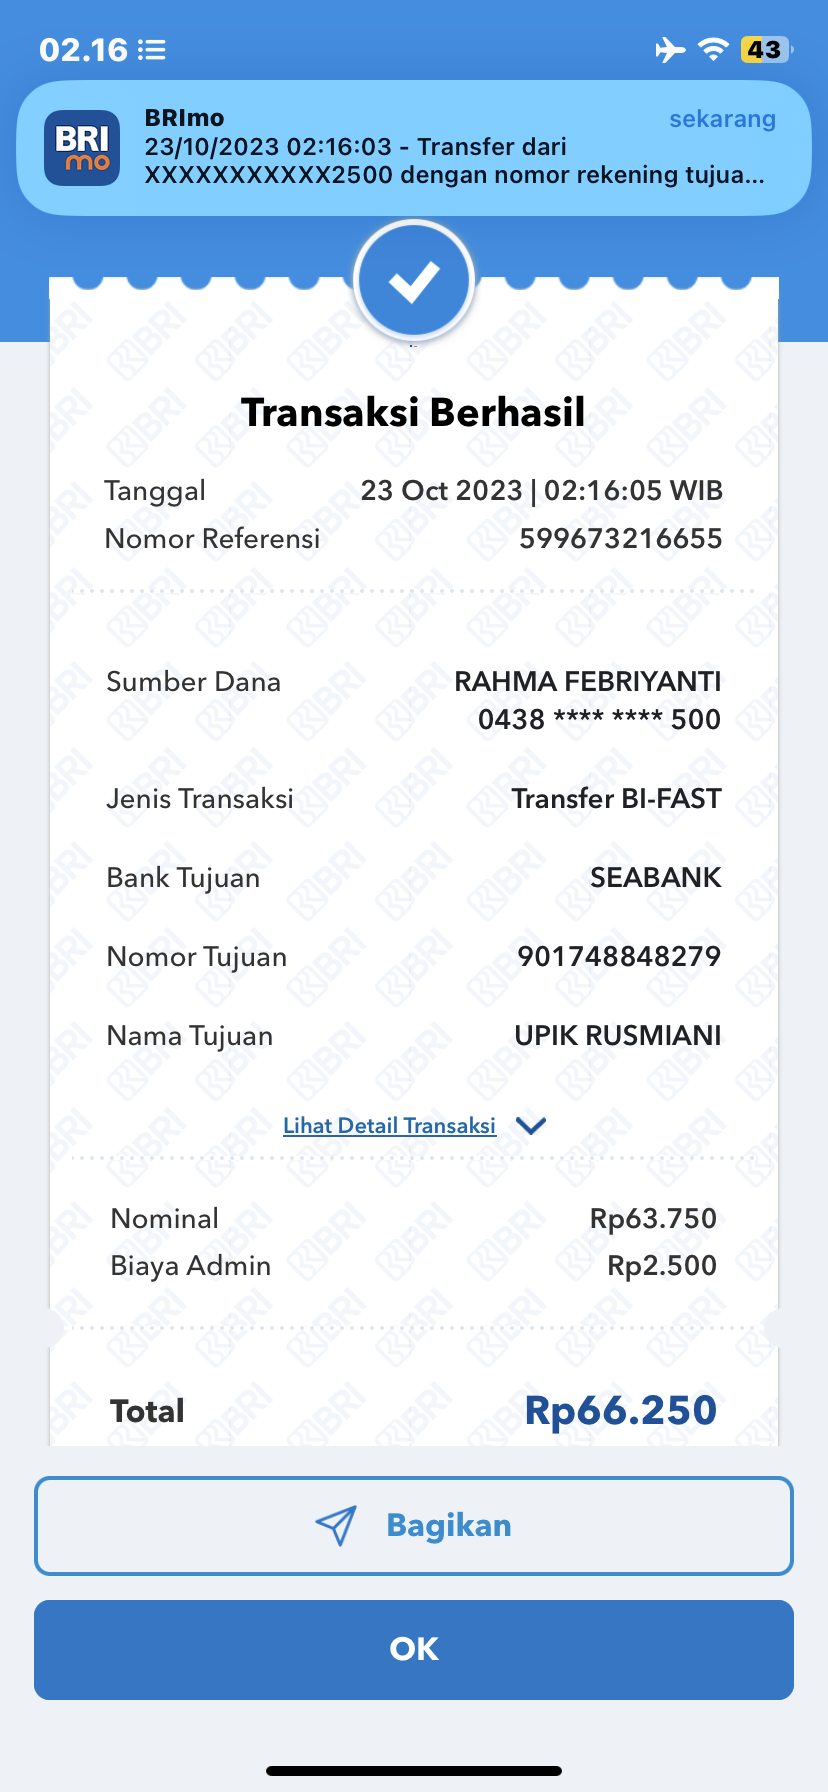 02.16
43
BRI
mo
BRImo
sekarang
23/10/2023 02:16:03 - Transfer dari
XXXXXXXXXXX2500 dengan nomor rekening tujua...
Transaksi Berhasil
Tanggal 23 Oct 2023 | 02:16:05 WIB
Nomor Referensi 599673216655
Sumber Dana RAHMA FEBRIYANTI
0438 **** **** 500
Jenis Transaksi Transfer BI-FAST
Bank Tujuan SEABANK
Nomor Tujuan 901748848279
Nama Tujuan UPIK RUSMIANI
Lihat Detail Transaksi
Nominal Rp63.750
Biaya Admin Rp2.500
Total Rp66.250
Bagikan
OK